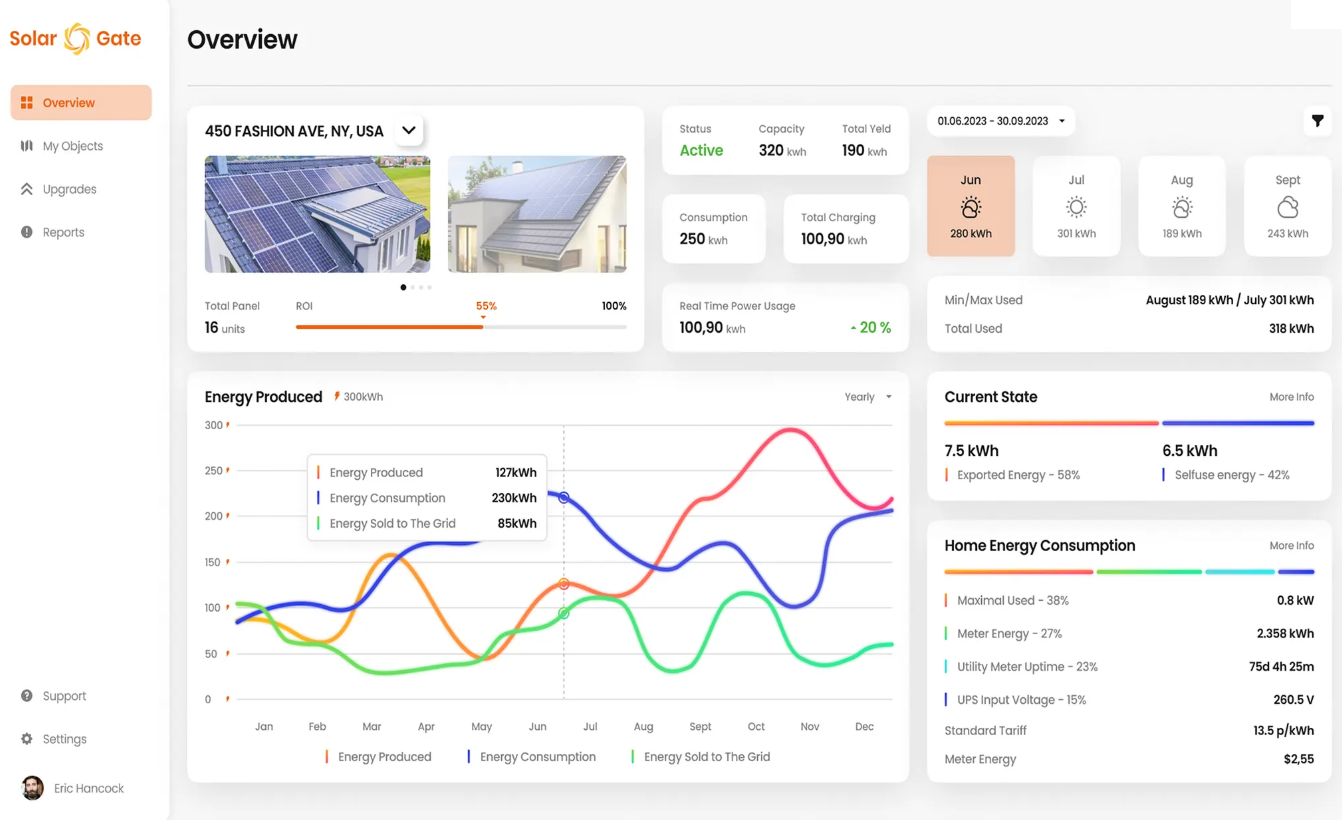 Solar Gate
Overview
My Objects
Upgrades
Reports
Support
Settings
Eric Hancock
Overview
450 FASHION AVE, NY, USA
Total Panel
16 units
ROI
55%
100%
Status
Active
Capacity
320 kwh
Total Yeld
190 kwh
Consumption
250 kwh
Total Charging
100,90 kwh
Real Time Power Usage
100,90 kwh
20 %
01.06.2023 - 30.09.2023
Jun
280 kWh
Jul
301 kWh
Aug
189 kWh
Sept
243 kWh
Min/Max Used
August 189 kWh / July 301 kWh
Total Used
318 kWh
Energy Produced
300kWh
Yearly
300
250
200
150
100
50
0
Energy Produced 127kWh
Energy Consumption 230kWh
Energy Sold to The Grid 85kWh
Jan Feb Mar Apr May Jun Jul Aug Sept Oct Nov Dec
Energy Produced
Energy Consumption
Energy Sold to The Grid
Current State
More Info
7.5 kWh
Exported Energy - 58%
6.5 kWh
Selfuse energy - 42%
Home Energy Consumption
More Info
Maximal Used - 38% 0.8 kW
Meter Energy - 27% 2.358 kWh
Utility Meter Uptime - 23% 75d 4h 25m
UPS Input Voltage - 15% 260.5 V
Standard Tariff 13.5 p/kWh
Meter Energy $2,55